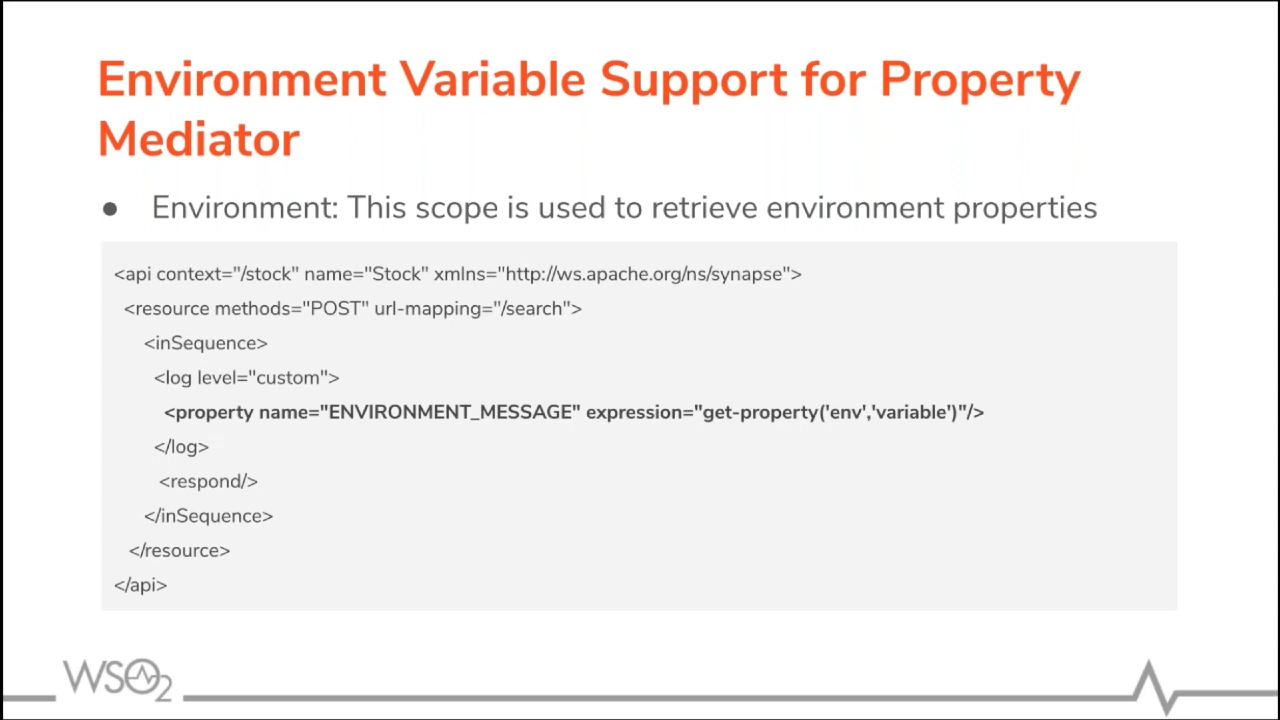 Environment Variable Support for Property
Mediator
● Environment: This scope is used to retrieve environment properties
<api context="/stock" name="Stock" xmlns="http://ws.apache.org/ns/synapse">
<resource methods="POST" url-mapping="/search">
<inSequence>
<log level="custom">
<property name="ENVIRONMENT_MESSAGE" expression="get-property('env','variable')"/>
</log>
<respond/>
</inSequence>
</resource>
</api>
WSO2